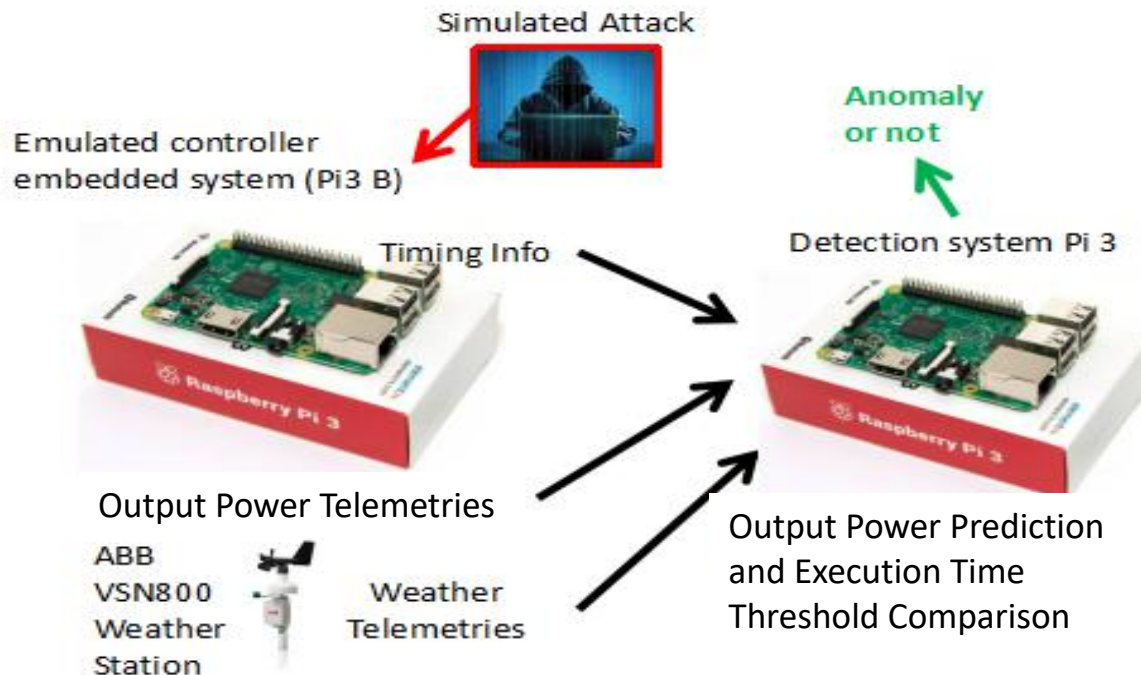 Simulated Attack
Anomaly
or not
Emulated controller
embedded system (Pi3 B)
Timing Info
Detection system Pi 3
Raspberry Pi 3
Raspberry Pi 3
Output Power Telemetries
ABB
VSN800
Weather
Station
Weather
Telemetries
Output Power Prediction
and Execution Time
Threshold Comparison